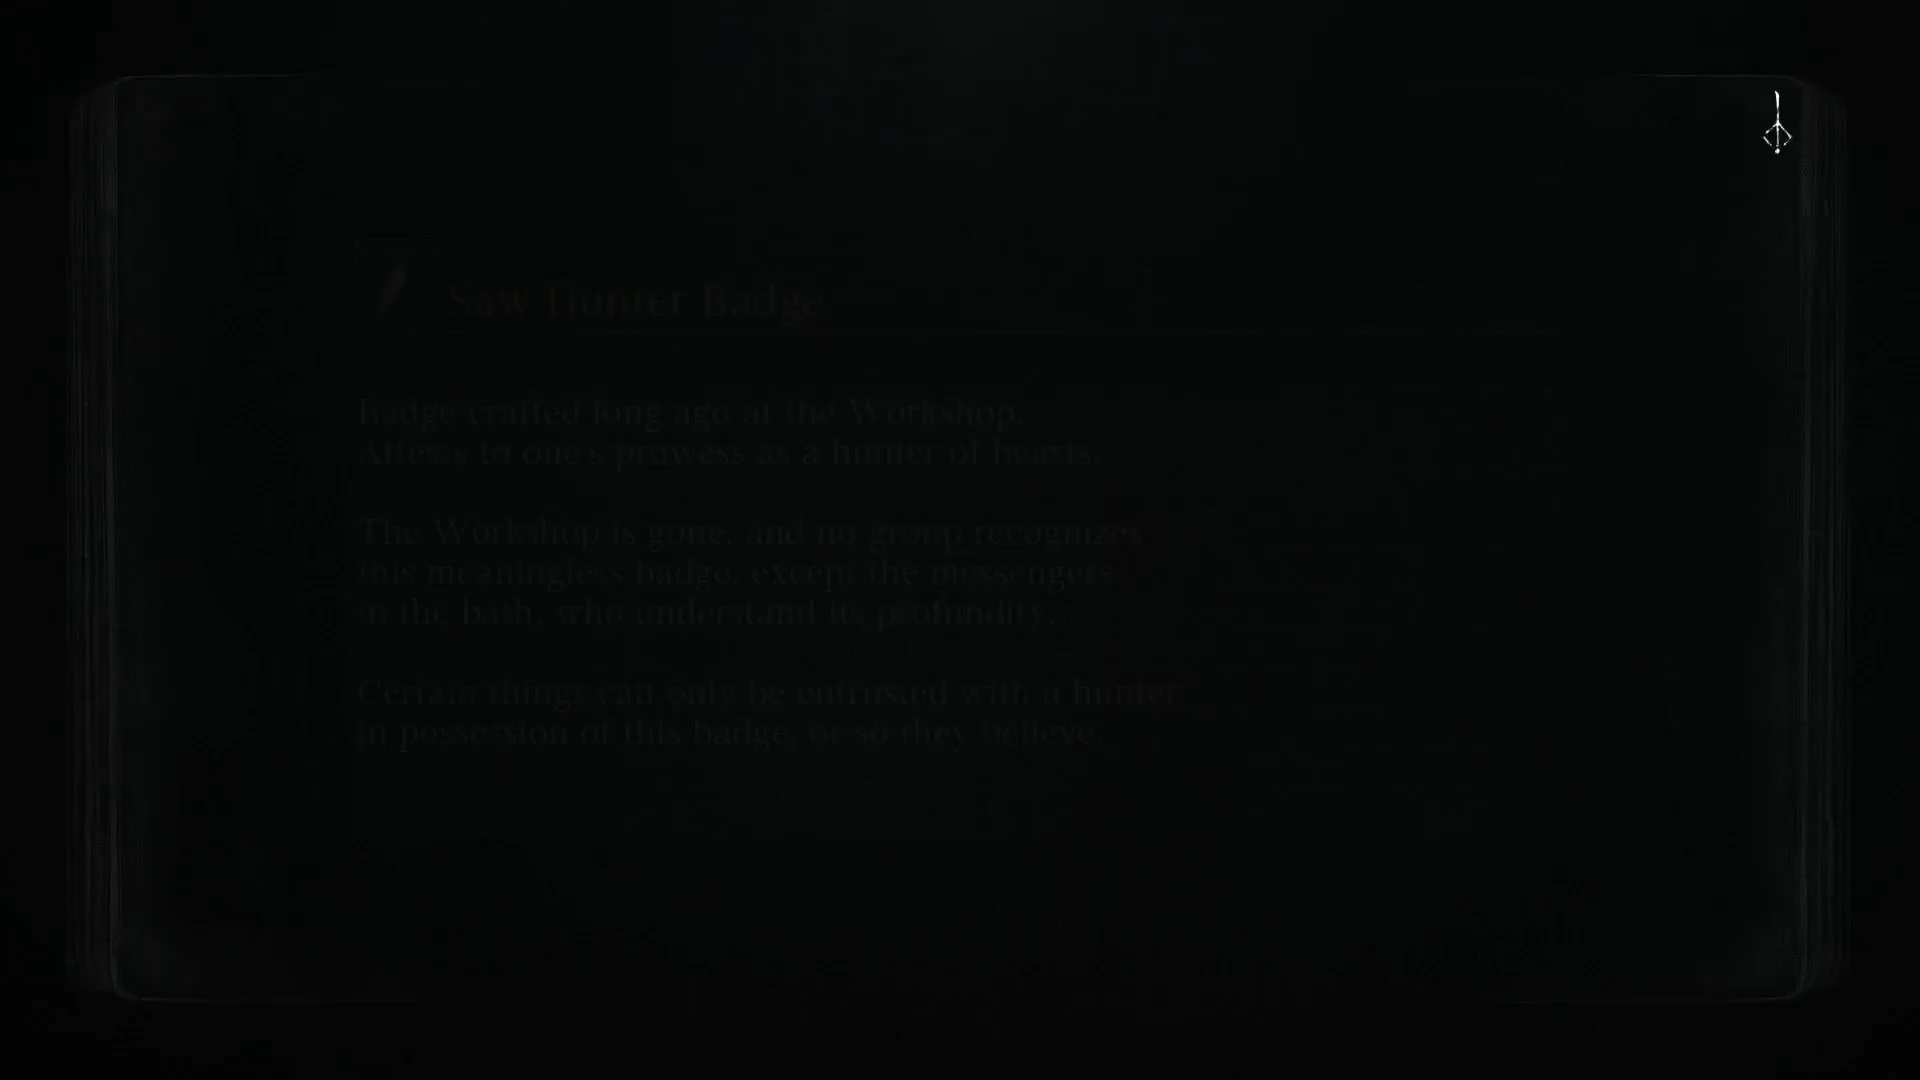 Saw Hunter Badge
Badge crafted long ago at the Workshop.
Attests to one's prowess as a hunter of beasts.
The Workshop is gone, and no group recognizes
this meaningless badge, except the messengers
in the bath, who understand its profundity.
Certain things can only be entrusted with a hunter
in possession of this badge, or so they believe.